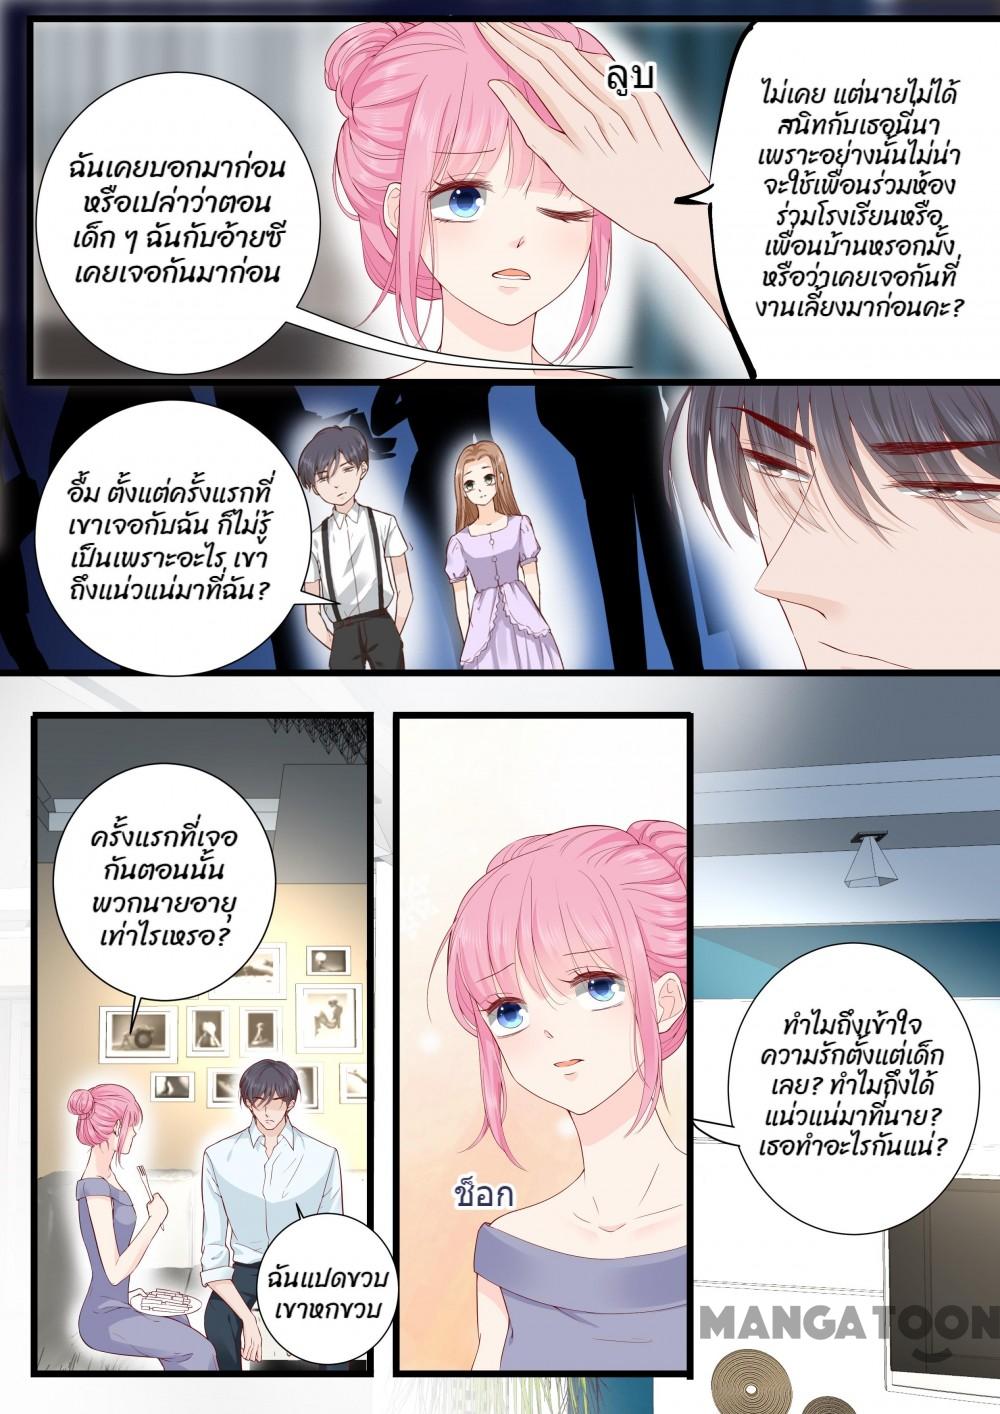 ลูบ
ฉันเคยบอกมาก่อน
หรือเปล่าว่าตอน
เด็ก ๆ ฉันกับอ้ายซี
เคยเจอกันมาก่อน
ไม่เคย แต่นายไม่ได้
สนิทกับเธอนี่นา
เพราะอย่างนั้นไม่น่า
จะใช้เพื่อนร่วมห้อง
ร่วมโรงเรียนหรือ
เพื่อนบ้านหรอกมั้ง
หรือว่าเคยเจอกันที่
งานเลี้ยงมาก่อนคะ?
อื้ม ตั้งแต่ครั้งแรกที่
เขาเจอกับฉัน ก็ไม่รู้
เป็นเพราะอะไร เขา
ถึงแน่วแน่มาที่ฉัน?
ครั้งแรกที่เจอ
กันตอนนั้น
พวกนายอายุ
เท่าไรเหรอ?
ฉันแปดขวบ
เขาหกขวบ
ช็อก
ทำไมถึงเข้าใจ
ความรักตั้งแต่เด็ก
เลย? ทำไมถึงได้
แน่วแน่มาที่นาย?
เธอทำอะไรกันแน่?
MANGATOON